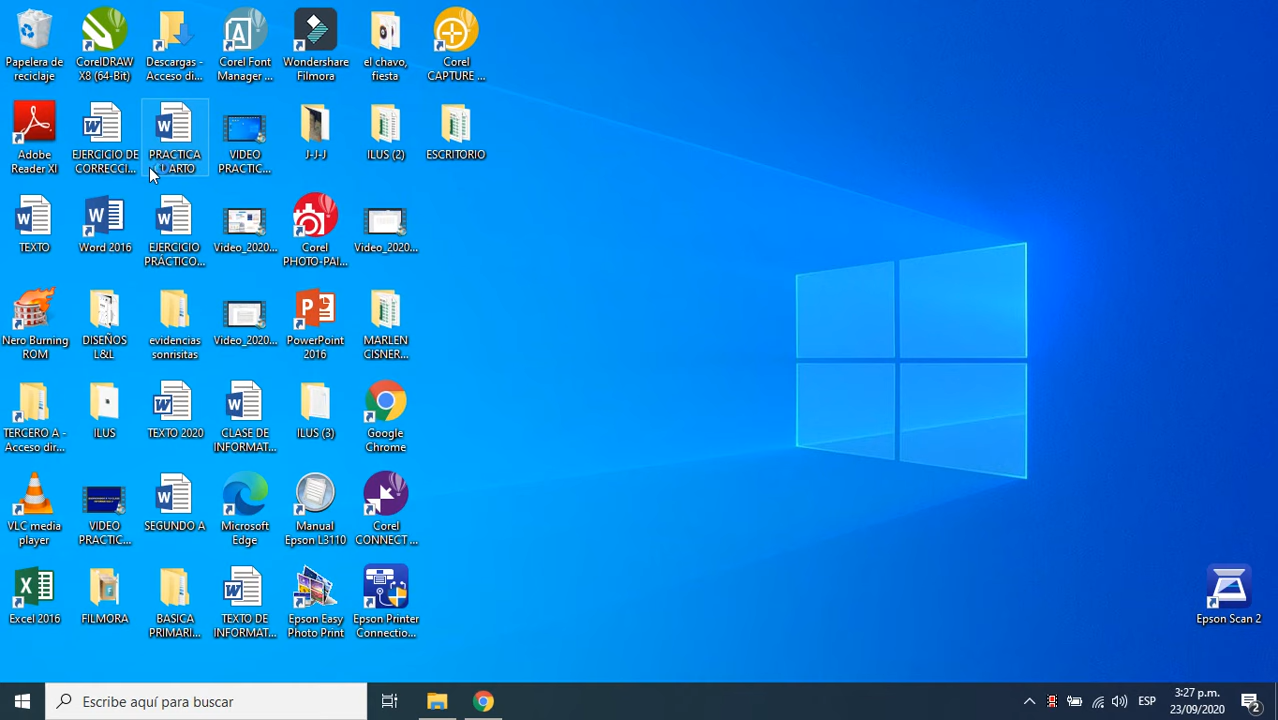 Papelera de
reciclaje
CorelDRAW
X8 (64-Bit)
Descargas -
Acceso di...
Corel Font
Manager ...
Wondershare
Filmora
el chavo,
fiesta
Corel
CAPTURE ...
Adobe
Reader XI
EJERCICIO DE
CORRECCI...
PRACTICA
VIDEO
PRACTIC...
J-J-J
ILUS (2)
ESCRITORIO
TEXTO
Word 2016
EJERCICIO
PRÁCTICO...
Video_2020...
Corel
PHOTO-PAI...
Video_2020...
Nero Burning
ROM
DISEÑOS
L&L
evidencias
sonrisitas
Video_2020...
PowerPoint
2016
MARLEN
CISNER...
TERCERO A -
Acceso dir...
ILUS
TEXTO 2020
CLASE DE
INFORMAT...
ILUS (3)
Google
Chrome
VLC media
player
VIDEO
PRACTIC...
SEGUNDO A
Microsoft
Edge
Manual
Epson L3110
Corel
CONNECT ...
Excel 2016
FILMORA
BASICA
PRIMARI...
TEXTO DE
INFORMAT...
Epson Easy
Photo Print
Epson Printer
Connectio...
Epson Scan 2
Escribe aquí para buscar
ESP
3:27 p.m.
23/09/2020
2